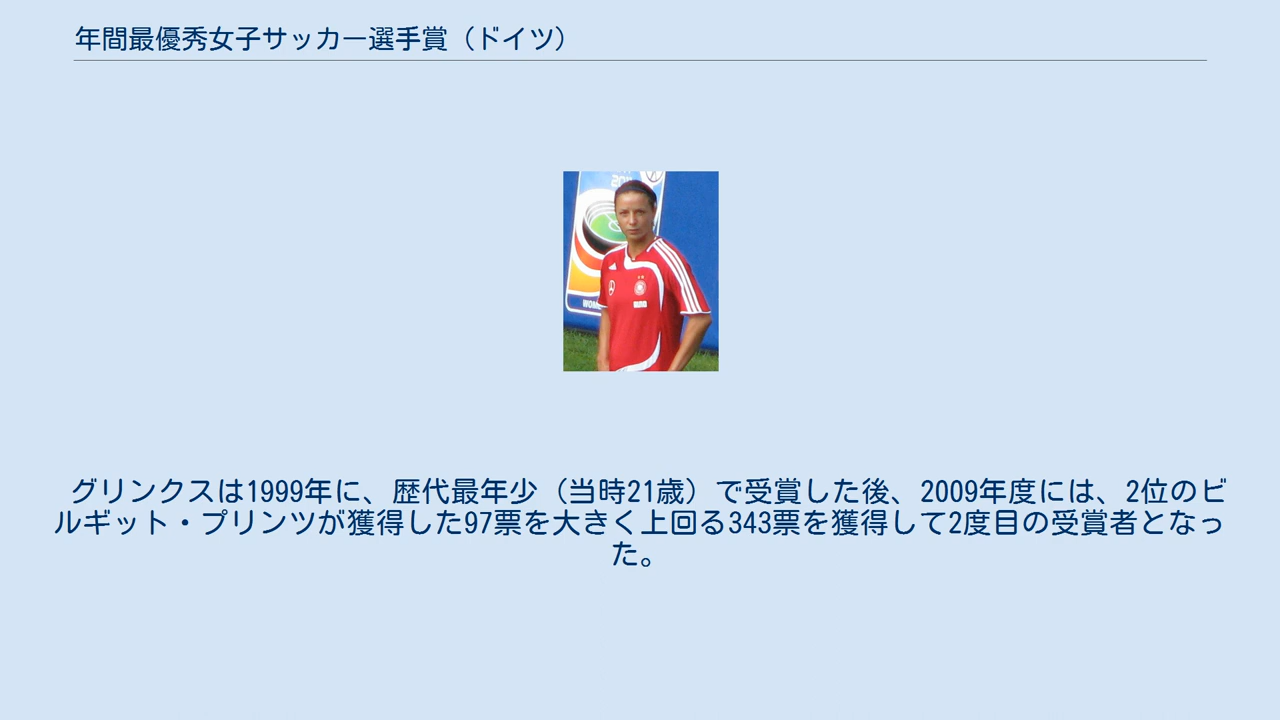 年間最優秀女子サッカー選手賞（ドイツ）
グリンクスは1999年に、歴代最年少（当時21歳）で受賞した後、2009年度には、2位のビ
ルギット・プリンツが獲得した97票を大きく上回る343票を獲得して2度目の受賞者となっ
た。